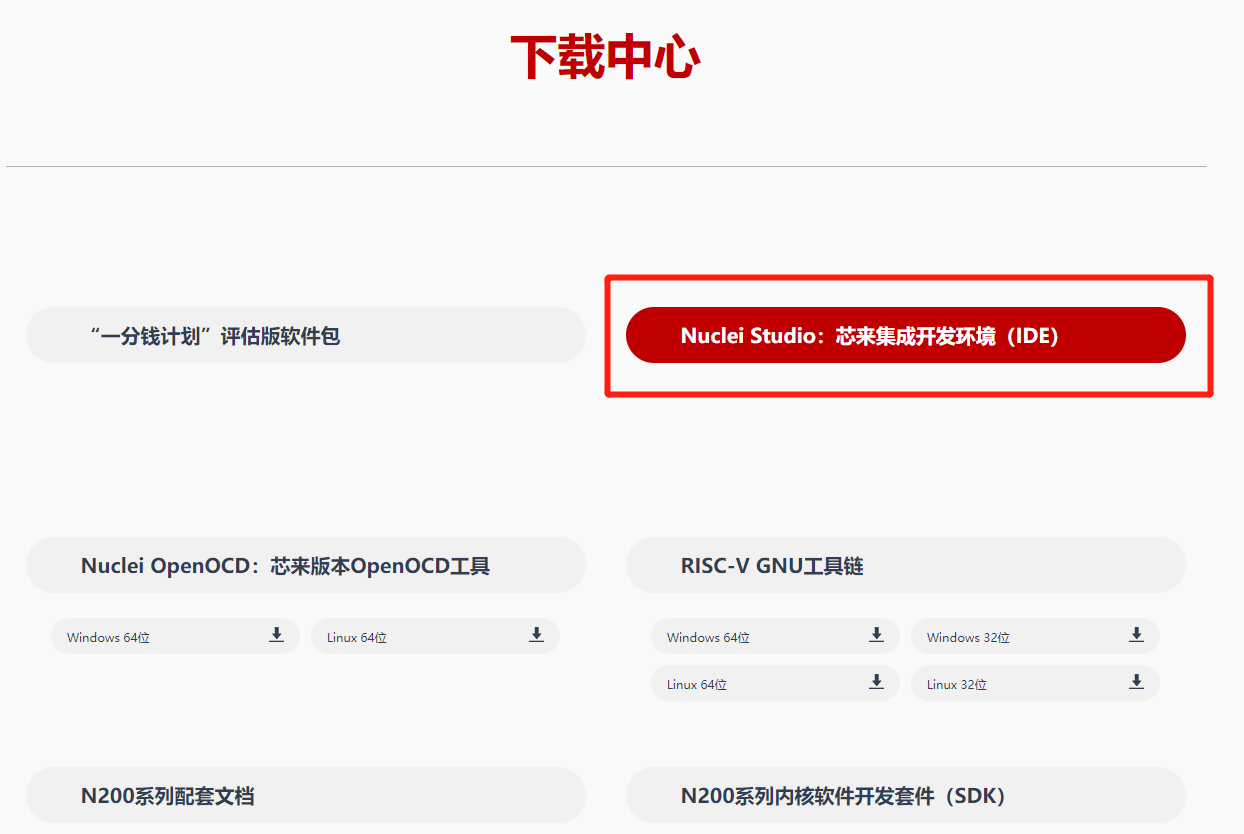 下载中心
“一分钱计划”评估版软件包
Nuclei Studio：芯来集成开发环境（IDE）
Nuclei OpenOCD：芯来版本OpenOCD工具
Windows 64位
Linux 64位
RISC-V GNU工具链
Windows 64位
Windows 32位
Linux 64位
Linux 32位
N200系列配套文档
N200系列内核软件开发套件（SDK）